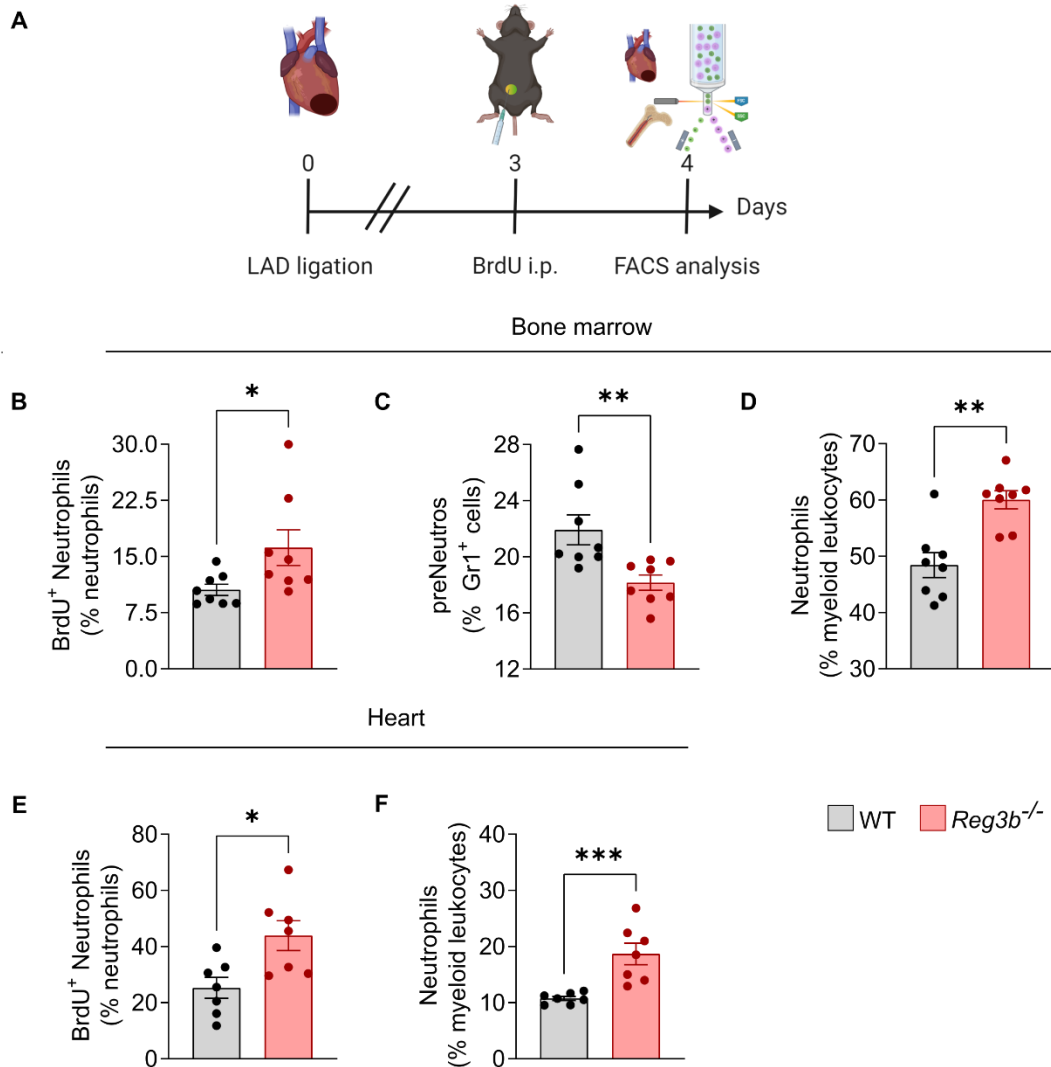 A
0
3
4
Days
LAD ligation
BrdU i.p.
FACS analysis
Bone marrow
B
BrdU⁺ Neutrophils
(% neutrophils)
30.0
22.5
15.0
7.5
0.0
*
C
preNeutros
(% Gr1⁺ cells)
28
24
20
16
12
**
D
Neutrophils
(% myeloid leukocytes)
70
60
50
40
30
**
Heart
E
BrdU⁺ Neutrophils
(% neutrophils)
80
60
40
20
0
*
F
Neutrophils
(% myeloid leukocytes)
40
30
20
10
0
***
WT
Reg3b⁻/⁻